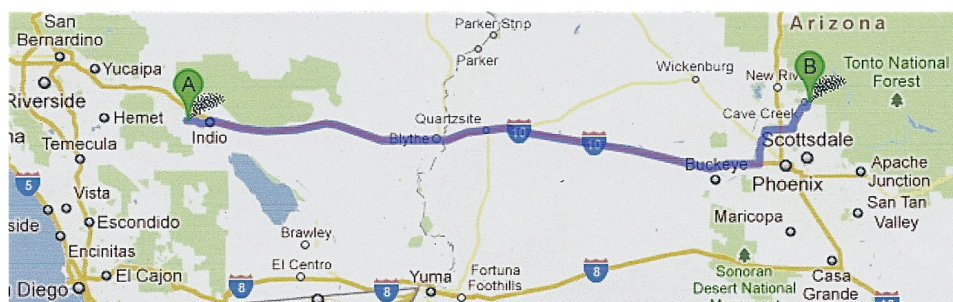 San
Bernardino
Yucaipa
Riverside
Hemet
Temecula
A
Indio
Parker Strip
Parker
Quartzsite
Blythe
10
10
Wickenburg
Arizona
B
Tonto National
Forest
Cave Creek
Scottsdale
Buckeye
Phoenix
Apache
Junction
San Tan
Valley
Maricopa
5
Vista
Escondido
Encinitas
El Cajon
Diego
8
Brawley
El Centro
8
Yuma
Fortuna
Foothills
8
Sonoran
Desert National
Casa
Grande